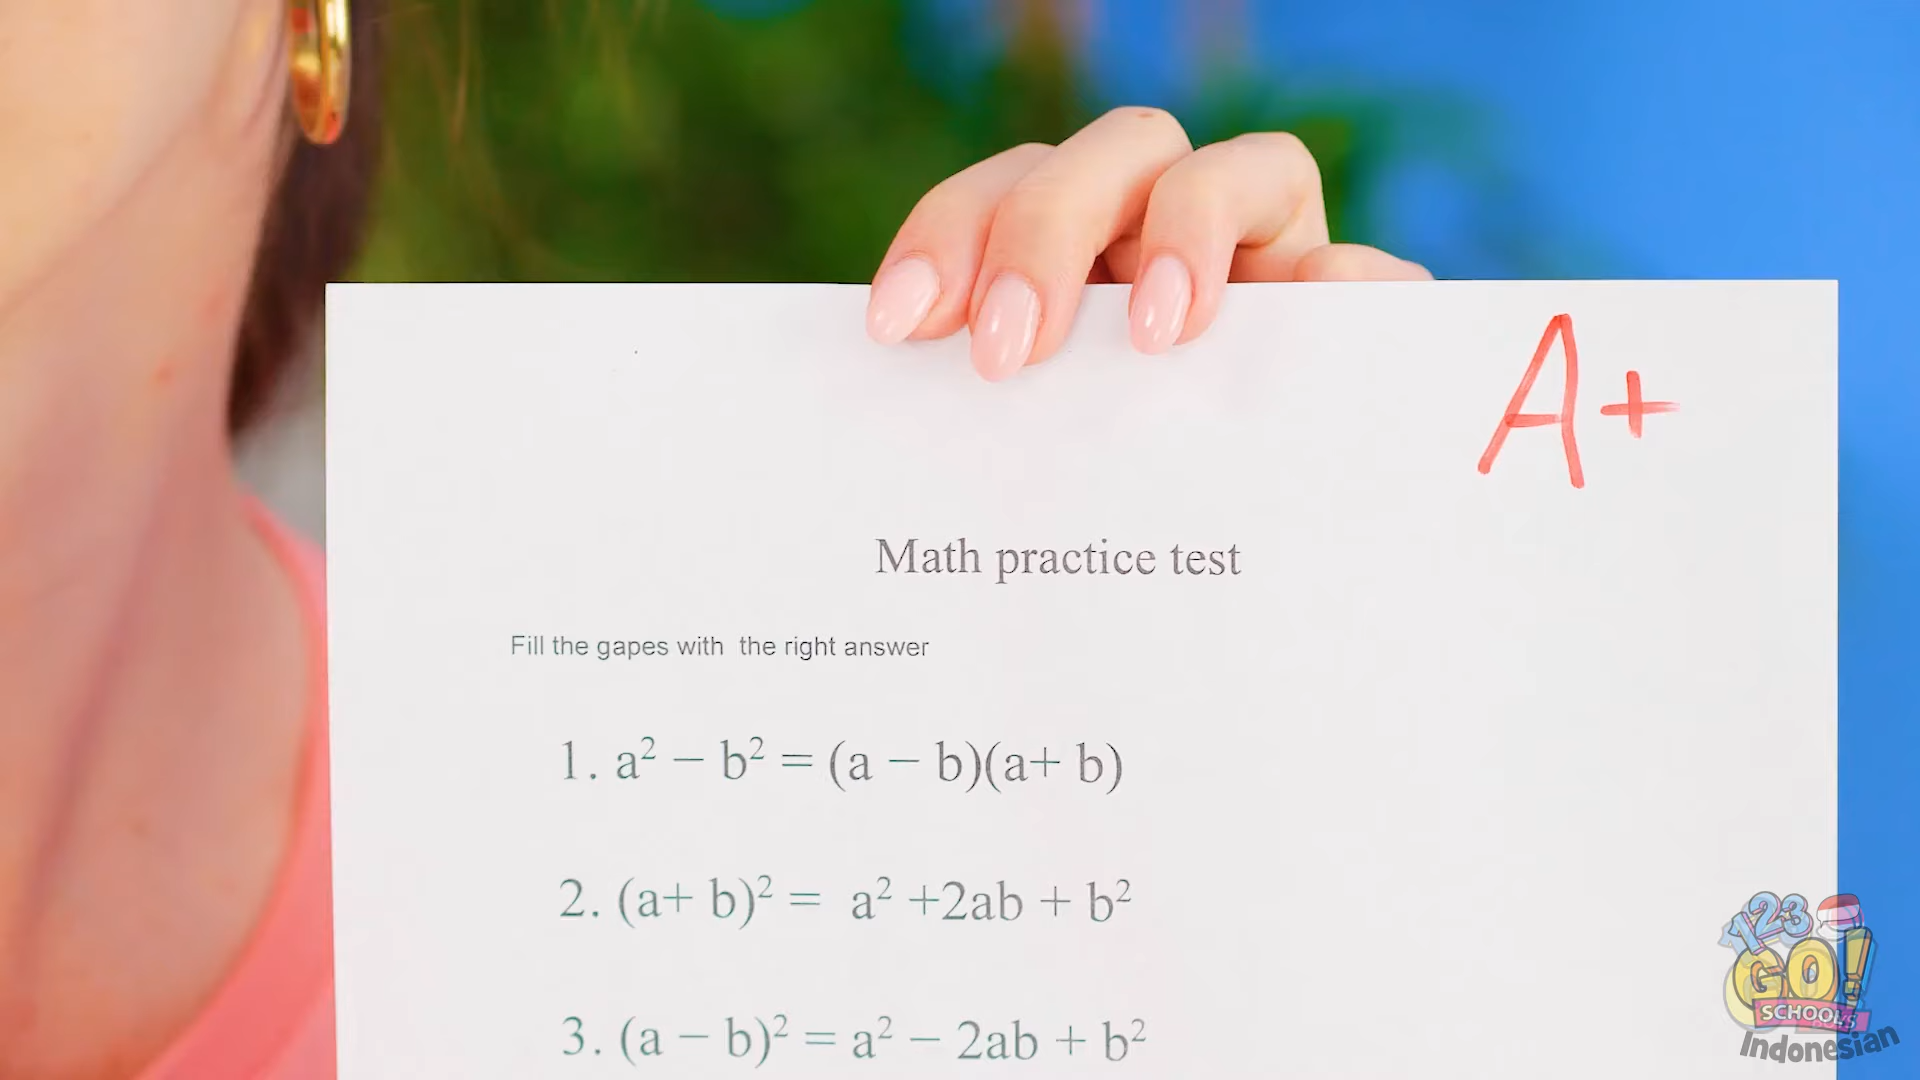 A+
Math practice test
Fill the gapes with the right answer
1. a² − b² = (a − b)(a+ b)
2. (a+ b)² = a² +2ab + b²
3. (a − b)² = a² − 2ab + b²
123
GO!
SCHOOL
Indonesian